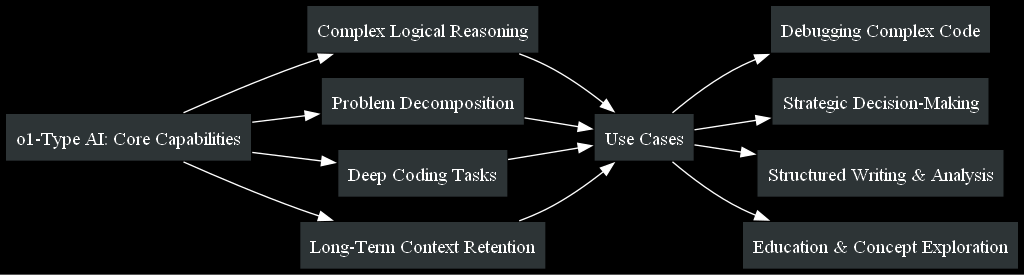 o1-Type AI: Core Capabilities
Complex Logical Reasoning
Problem Decomposition
Deep Coding Tasks
Long-Term Context Retention
Use Cases
Debugging Complex Code
Strategic Decision-Making
Structured Writing & Analysis
Education & Concept Exploration